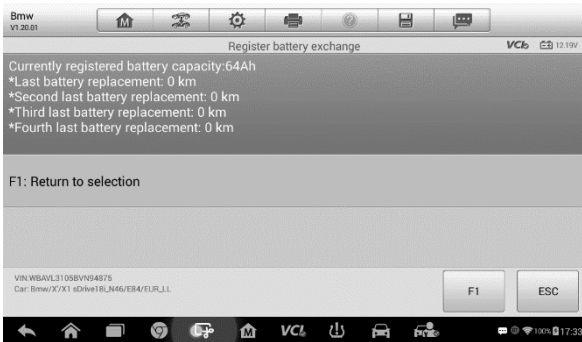 Bmw
V1.20.01
Register battery exchange
VCI
12.19V
Currently registered battery capacity:64Ah
*Last battery replacement: 0 km
*Second last battery replacement: 0 km
*Third last battery replacement: 0 km
*Fourth last battery replacement: 0 km
F1: Return to selection
VIN:WBAVL3105BVN94875
Car: Bmw/X'/X1 sDrive18i_N46/E84/EUR_LL
F1
ESC
VCI
100%
17:33